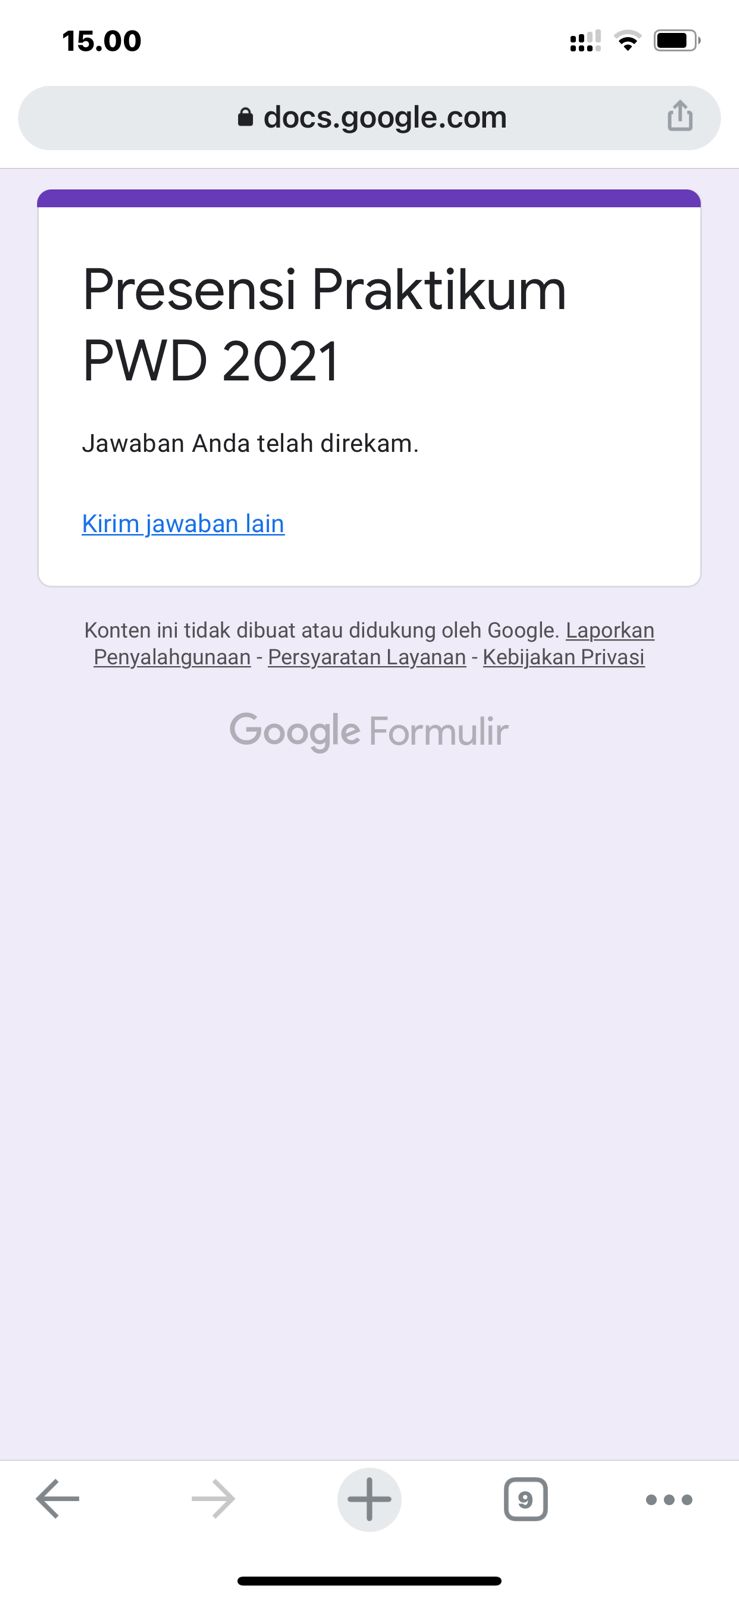 15.00
docs.google.com
Presensi Praktikum
PWD 2021
Jawaban Anda telah direkam.
Kirim jawaban lain
Konten ini tidak dibuat atau didukung oleh Google. Laporkan
Penyalahgunaan - Persyaratan Layanan - Kebijakan Privasi
Google Formulir
9